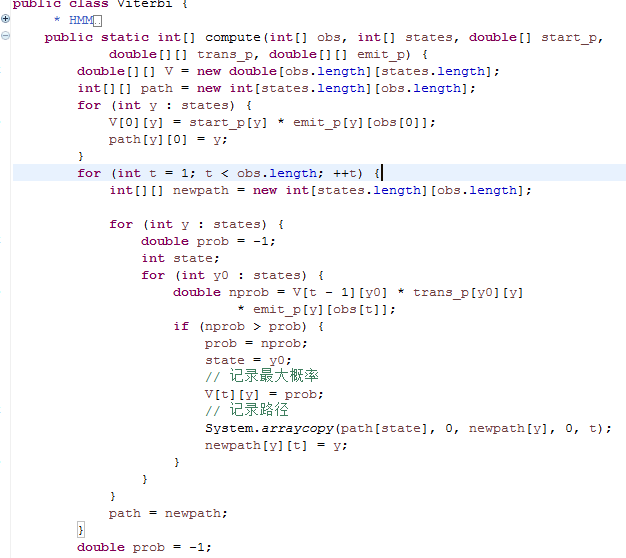 public class Viterbi {
    * HMM
    public static int[] compute(int[] obs, int[] states, double[] start_p,
            double[][] trans_p, double[][] emit_p) {
        double[][] V = new double[obs.length][states.length];
        int[][] path = new int[states.length][obs.length];
        for (int y : states) {
            V[0][y] = start_p[y] * emit_p[y][obs[0]];
            path[y][0] = y;
        }
        for (int t = 1; t < obs.length; ++t) {
            int[][] newpath = new int[states.length][obs.length];
            for (int y : states) {
                double prob = -1;
                int state;
                for (int y0 : states) {
                    double nprob = V[t - 1][y0] * trans_p[y0][y]
                            * emit_p[y][obs[t]];
                    if (nprob > prob) {
                        prob = nprob;
                        state = y0;
                        // 记录最大概率
                        V[t][y] = prob;
                        // 记录路径
                        System.arraycopy(path[state], 0, newpath[y], 0, t);
                        newpath[y][t] = y;
                    }
                }
            }
            path = newpath;
        }
        double prob = -1;